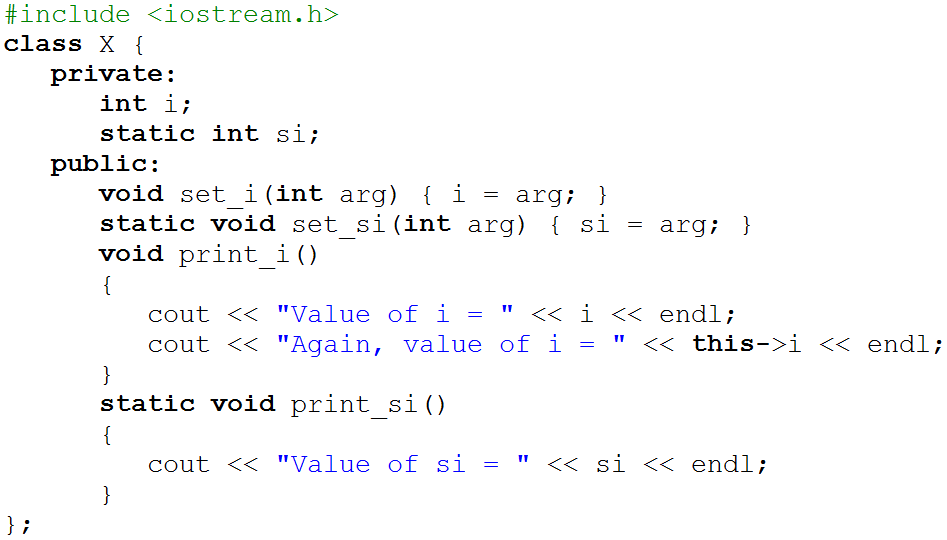 #include <iostream.h>
class X {
   private:
      int i;
      static int si;
   public:
      void set_i(int arg) { i = arg; }
      static void set_si(int arg) { si = arg; }
      void print_i()
      {
         cout << "Value of i = " << i << endl;
         cout << "Again, value of i = " << this->i << endl;
      }
      static void print_si()
      {
         cout << "Value of si = " << si << endl;
      }
};